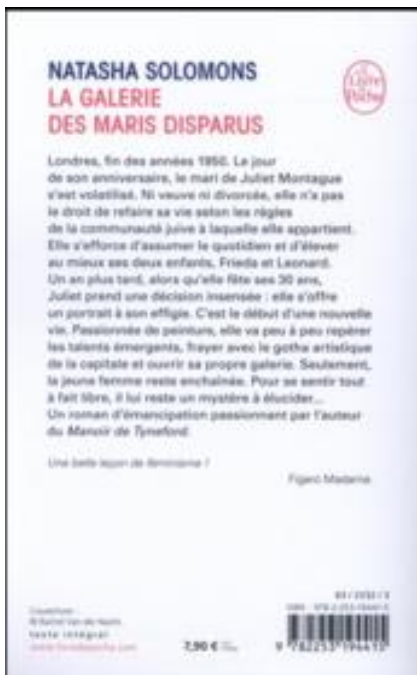 NATASHA SOLOMONS
LA GALERIE
DES MARIS DISPARUS
Le Livre de Poche
Londres, fin des années 1950. Le jour
de son anniversaire, le mari de Juliet Montague
s'est volatilisé. Ni veuve ni divorcée, elle n'a pas
le droit de refaire sa vie selon les règles
de la communauté juive à laquelle elle appartient.
Elle s'efforce d'assumer le quotidien et d'élever
au mieux ses deux enfants, Frieda et Leonard.
Un an plus tard, alors qu'elle fête ses 30 ans,
Juliet prend une décision insensée : elle s'offre
un portrait à son effigie. C'est le début d'une nouvelle
vie. Passionnée de peinture, elle va peu à peu repérer
les talents émergents, frayer avec le gotha artistique
de la capitale et ouvrir sa propre galerie. Seulement,
la jeune femme reste enchaînée. Pour se sentir tout
à fait libre, il lui reste un mystère à élucider...
Un roman d'émancipation passionnant par l'auteur
du Manoir de Tyneford.
Une belle leçon de féminisme !
Figaro Madame.
Couverture :
texte intégral
www.livredepoche.com
7,90 €
9 782253 194415